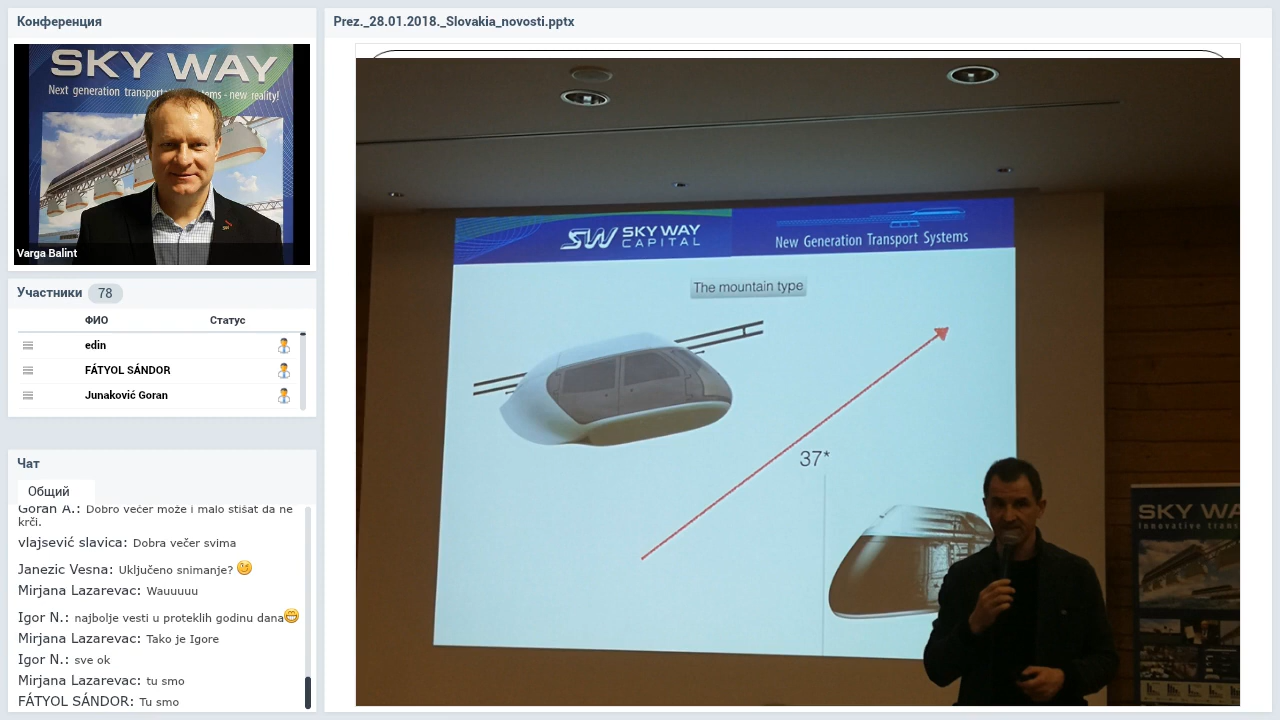 Конференция
SKY WAY
Next generation
- new reality!
Varga Balint
Участники 78
ФИО Статус
edin
FÁTYOL SÁNDOR
Junaković Goran
Чат
Общий
Goran A.: Dobro večer može i malo stišat da ne
krči.
vlajsević slavica: Dobra večer svima
Janezic Vesna: Uključeno snimanje?
Mirjana Lazarevac: Wauuuuu
Igor N.: najbolje vesti u proteklih godinu dana
Mirjana Lazarevac: Tako je Igore
Igor N.: sve ok
Mirjana Lazarevac: tu smo
FÁTYOL SÁNDOR: Tu smo
Prez._28.01.2018._Slovakia_novosti.pptx
SW SKY WAY
CAPITAL
New Generation Transport Systems
The mountain type
37*
SKY W
Innovative trans